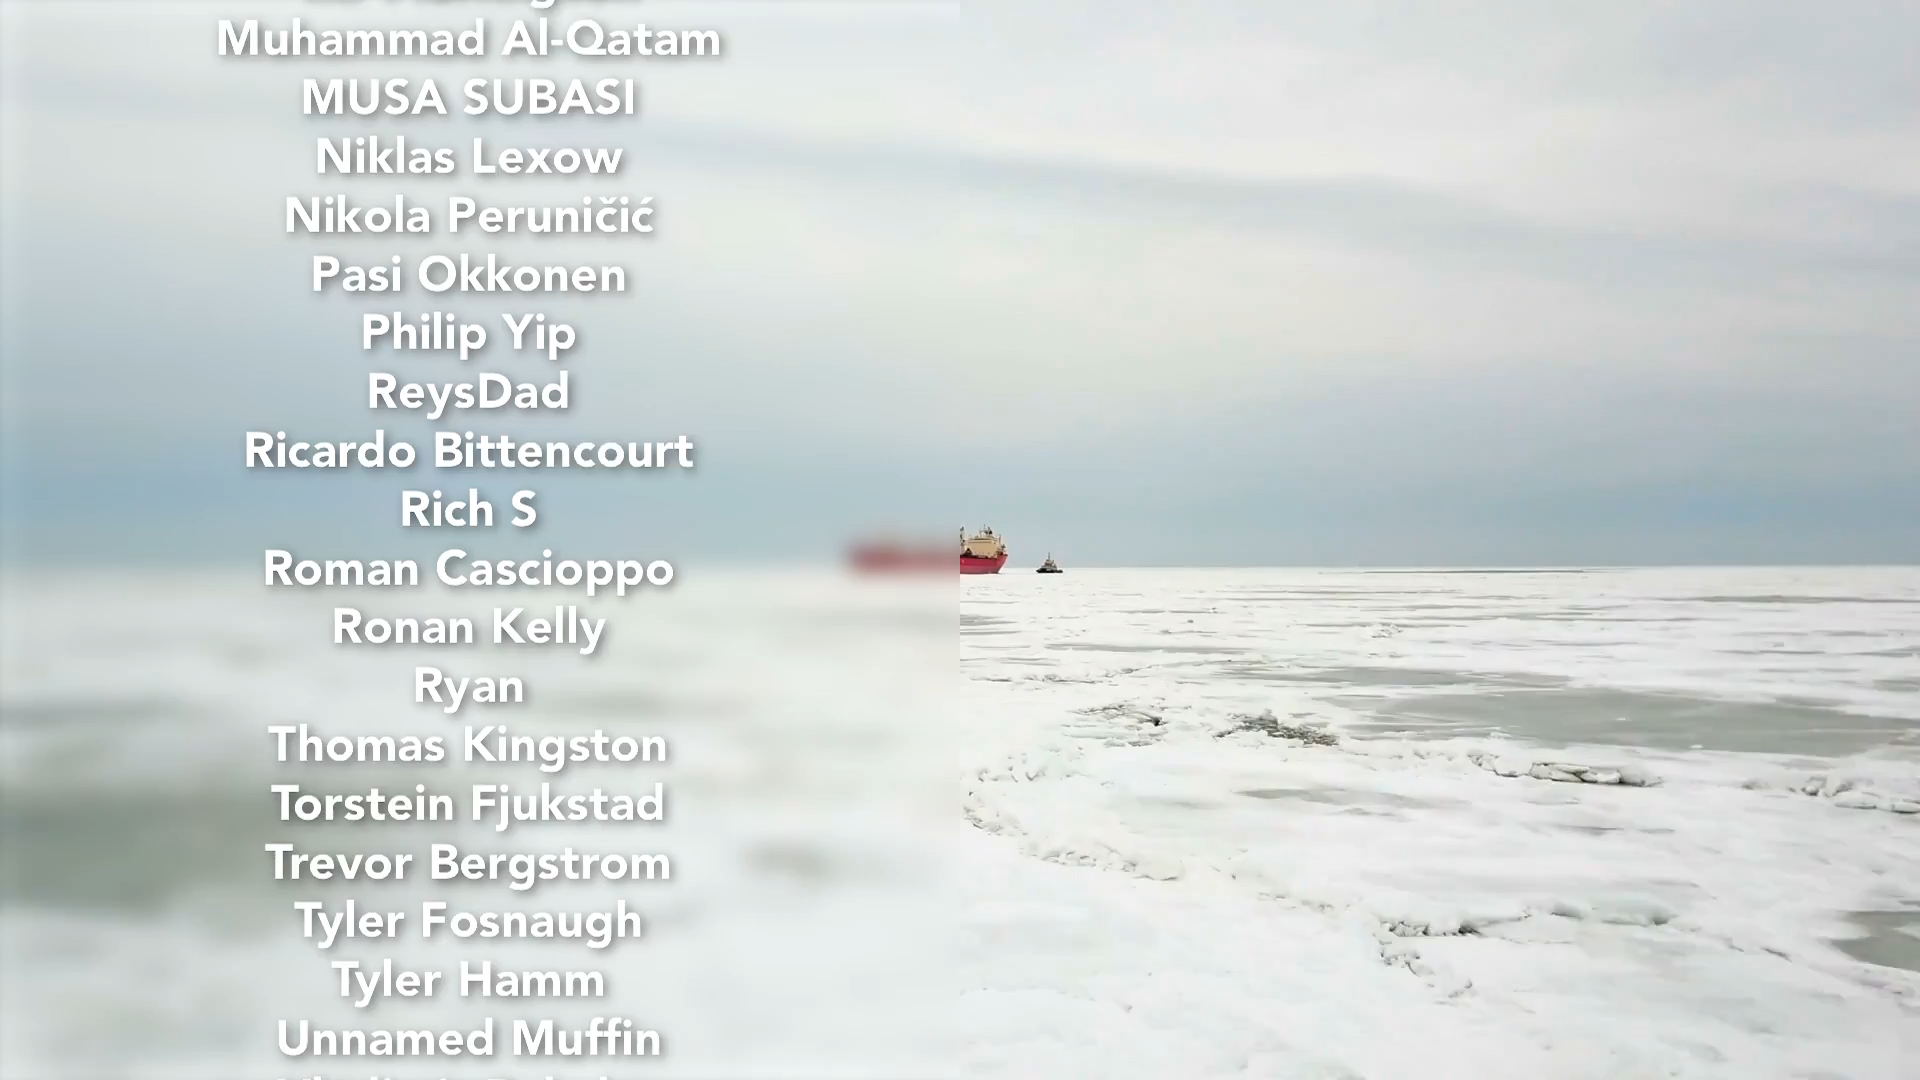 Muhammad Al-Qatam
MUSA SUBASI
Niklas Lexow
Nikola Peruničić
Pasi Okkonen
Philip Yip
ReysDad
Ricardo Bittencourt
Rich S
Roman Cascioppo
Ronan Kelly
Ryan
Thomas Kingston
Torstein Fjukstad
Trevor Bergstrom
Tyler Fosnaugh
Tyler Hamm
Unnamed Muffin